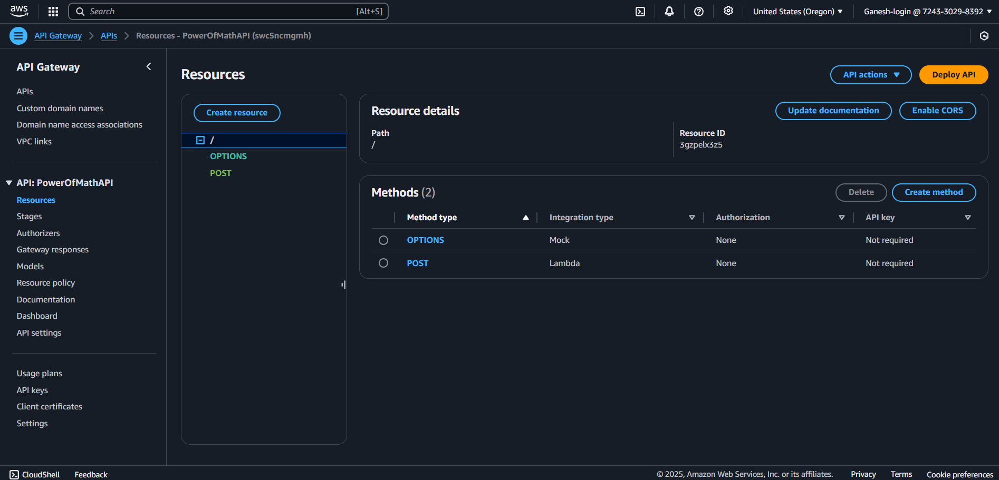 aws
Search [Alt+S]
United States (Oregon)
Ganesh-login @ 7243-3029-8392
API Gateway
APIs
Resources - PowerOfMathAPI (swc5ncmgmh)
API Gateway
APIs
Custom domain names
Domain name access associations
VPC links
API: PowerOfMathAPI
Resources
Stages
Authorizers
Gateway responses
Models
Resource policy
Documentation
Dashboard
API settings
Usage plans
API keys
Client certificates
Settings
Resources
API actions
Deploy API
Create resource
/
OPTIONS
POST
Resource details
Update documentation
Enable CORS
Path
/
Resource ID
3gzpelx3z5
Methods (2)
Delete
Create method
Method type Integration type Authorization API key
OPTIONS Mock None Not required
POST Lambda None Not required
CloudShell
Feedback
© 2025, Amazon Web Services, Inc. or its affiliates.
Privacy
Terms
Cookie preferences